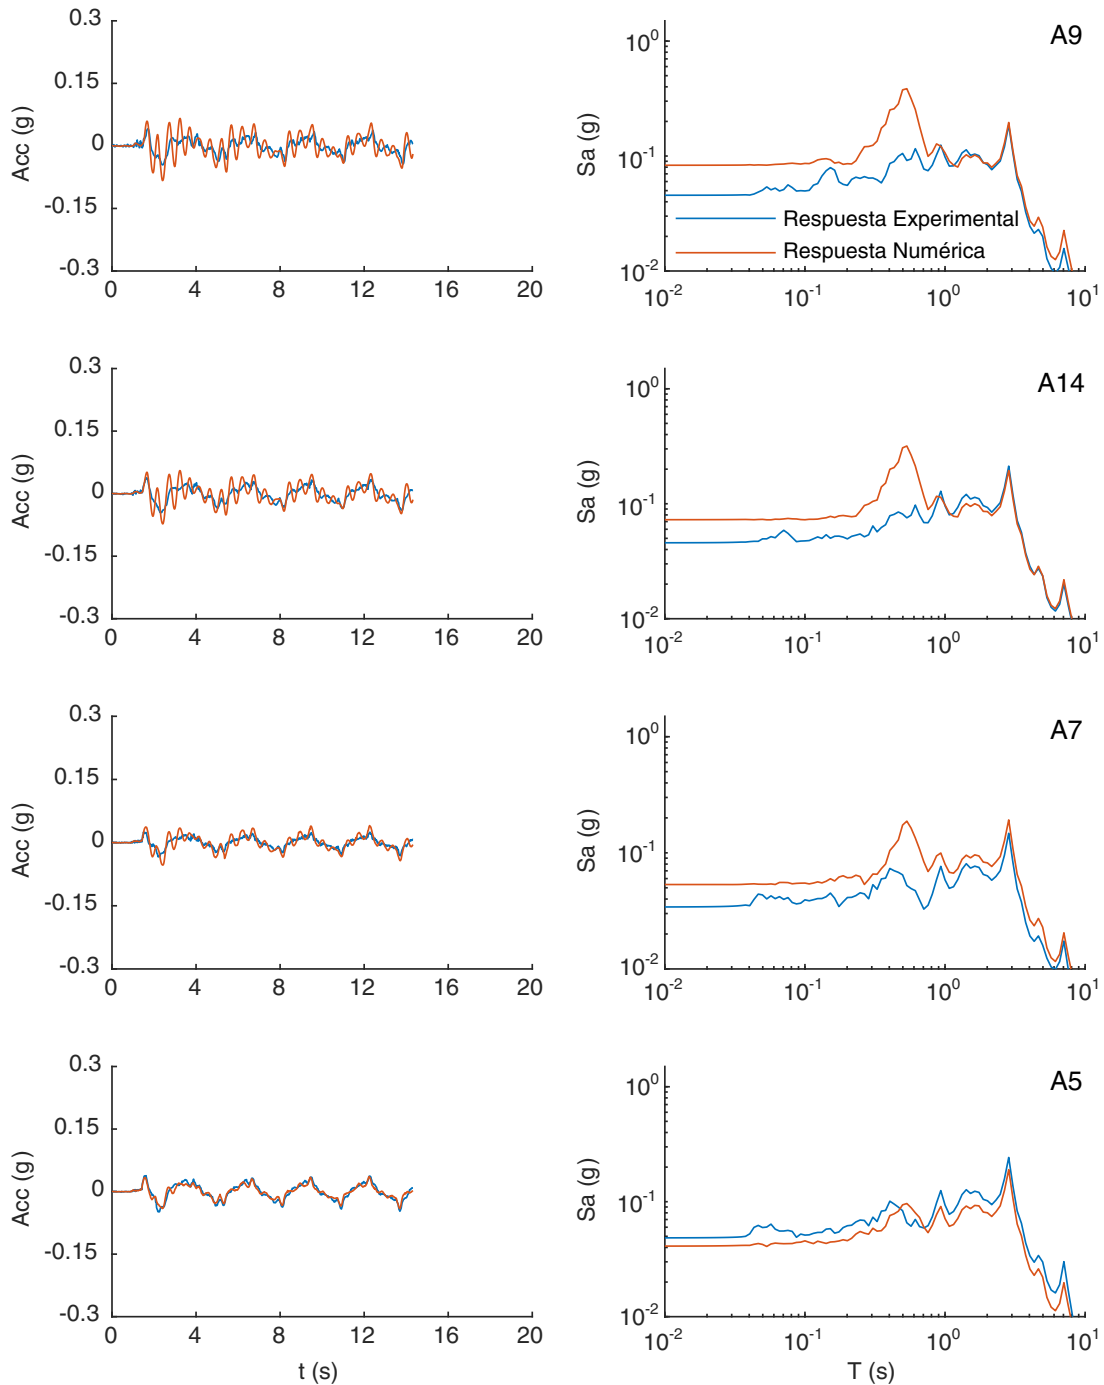 0.3
0.15
0
-0.15
-0.3
Acc (g)
0 4 8 12 16 20
10^0
10^-1
10^-2
Sa (g)
A9
Respuesta Experimental
Respuesta Numérica
10^-2 10^-1 10^0 10^1
0.3
0.15
0
-0.15
-0.3
Acc (g)
0 4 8 12 16 20
10^0
10^-1
10^-2
Sa (g)
A14
10^-2 10^-1 10^0 10^1
0.3
0.15
0
-0.15
-0.3
Acc (g)
0 4 8 12 16 20
10^0
10^-1
10^-2
Sa (g)
A7
10^-2 10^-1 10^0 10^1
0.3
0.15
0
-0.15
-0.3
Acc (g)
0 4 8 12 16 20
t (s)
10^0
10^-1
10^-2
Sa (g)
A5
10^-2 10^-1 10^0 10^1
T (s)